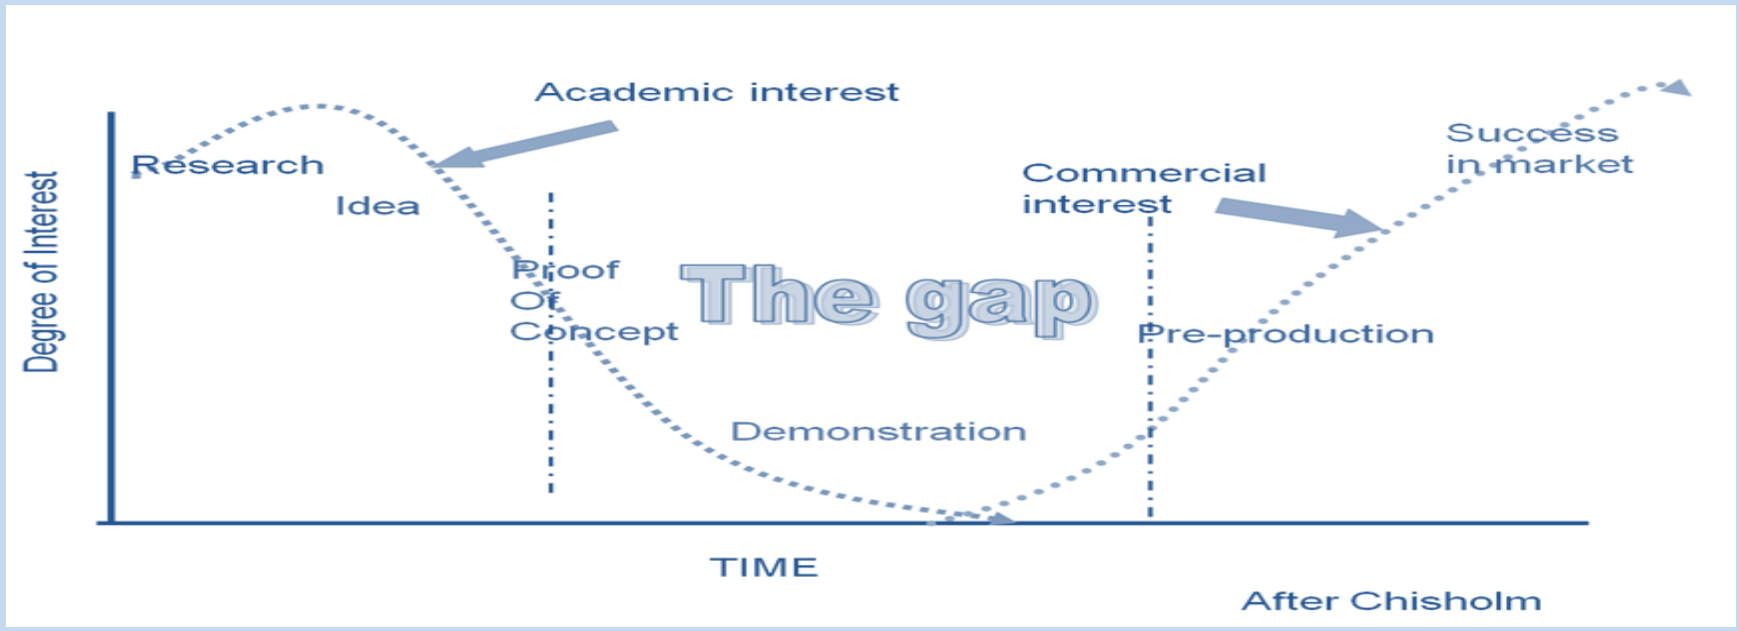 Academic interest
Research
Idea
Commercial
interest
Success
in market
Degree of Interest
Proof
Of
Concept
The gap
Pre-production
Demonstration
TIME
After Chisholm